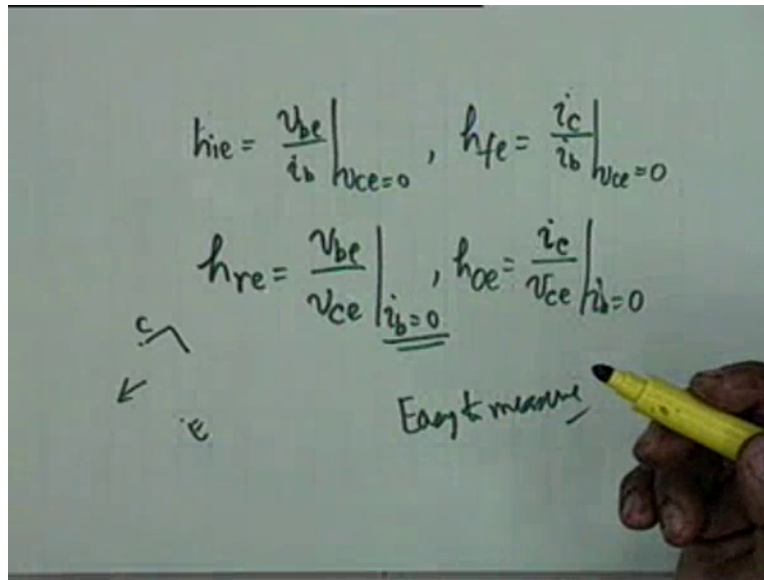 hie = vbe/ib |vce=0 , hfe = ic/ib |vce=0
hre = vbe/vce |ib=0 , hoe = ic/vce |ib=0
C
E
Easy to measure